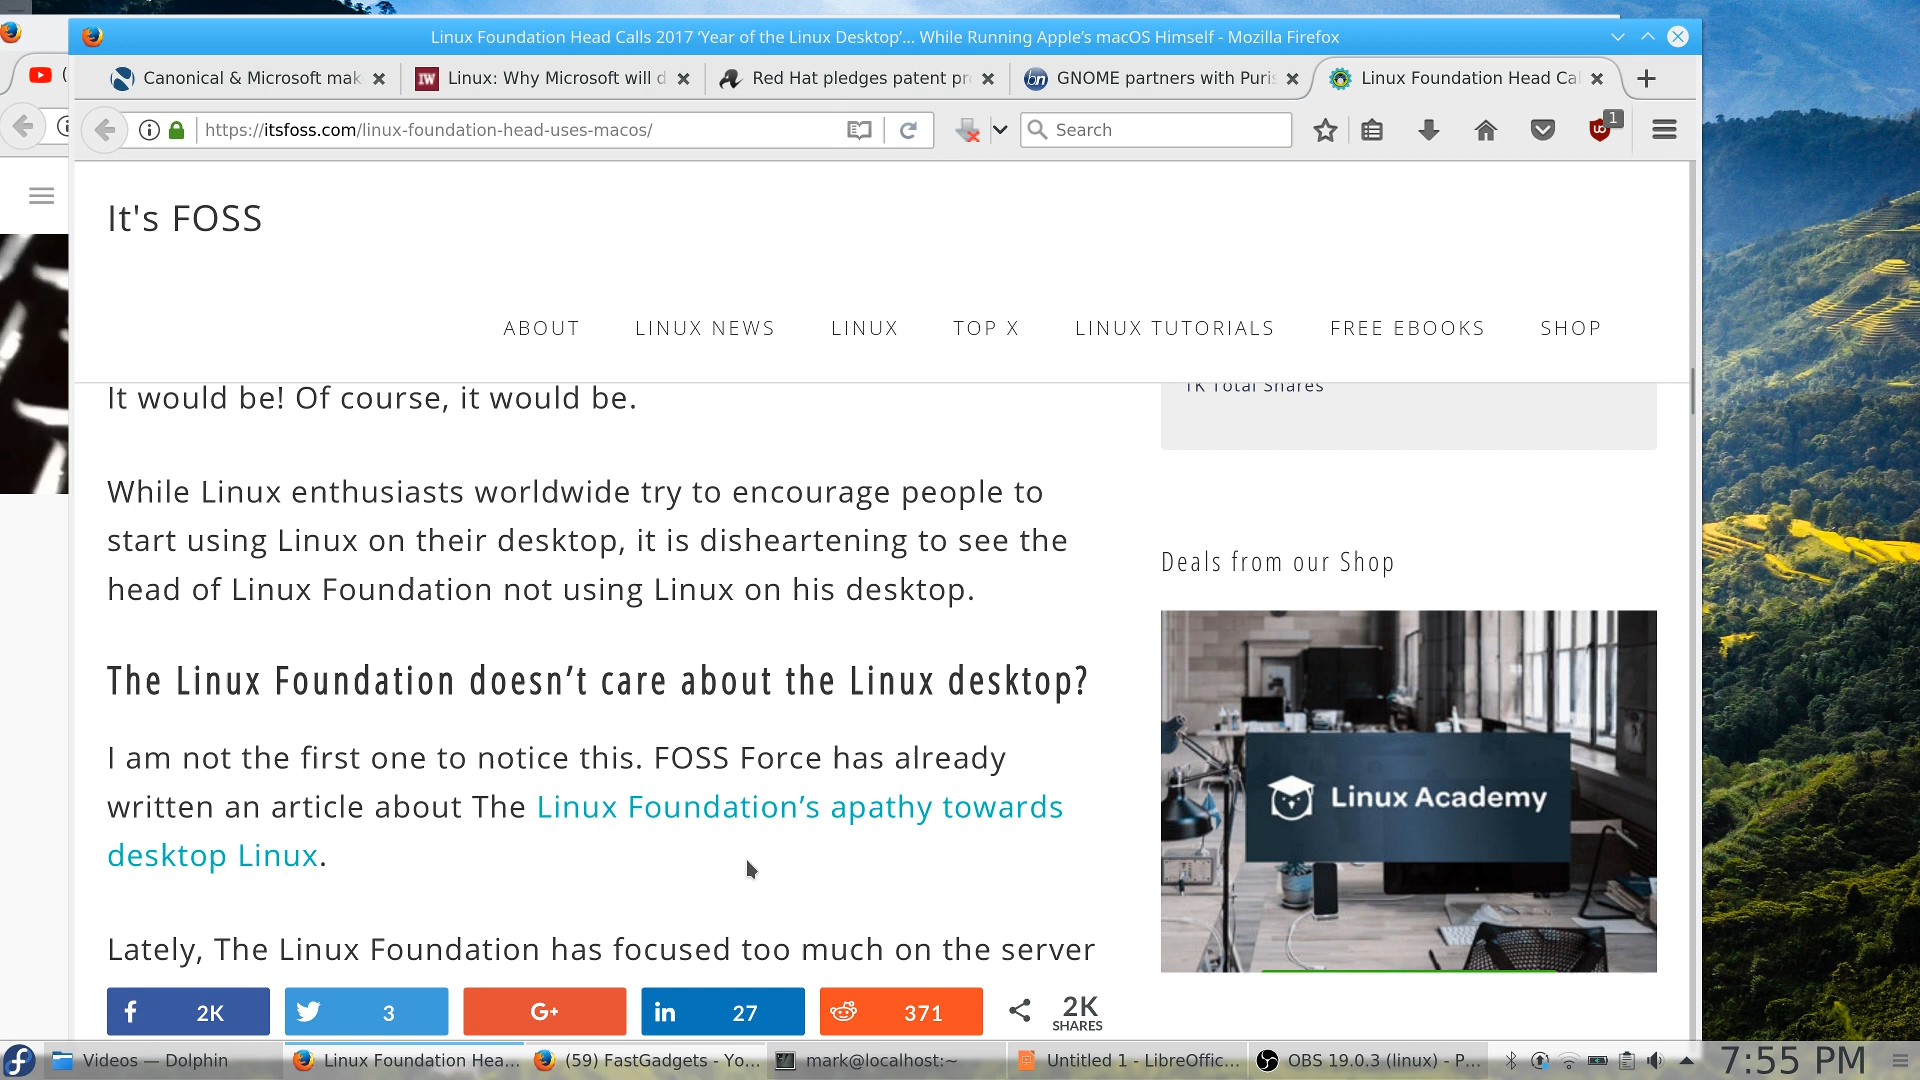 Linux Foundation Head Calls 2017 ‘Year of the Linux Desktop’... While Running Apple’s macOS Himself - Mozilla Firefox
Canonical & Microsoft mak
Linux: Why Microsoft will d
Red Hat pledges patent pr
GNOME partners with Puris
Linux Foundation Head Cal
https://itsfoss.com/linux-foundation-head-uses-macos/
Search
1
It's FOSS
ABOUT
LINUX NEWS
LINUX
TOP X
LINUX TUTORIALS
FREE EBOOKS
SHOP
It would be! Of course, it would be.
1K Total Shares
While Linux enthusiasts worldwide try to encourage people to
start using Linux on their desktop, it is disheartening to see the
head of Linux Foundation not using Linux on his desktop.
Deals from our Shop
Linux Academy
The Linux Foundation doesn’t care about the Linux desktop?
I am not the first one to notice this. FOSS Force has already
written an article about The Linux Foundation’s apathy towards
desktop Linux.
Lately, The Linux Foundation has focused too much on the server
2K
3
G+
27
371
2K
SHARES
Videos — Dolphin
Linux Foundation Hea...
(59) FastGadgets - Yo...
mark@localhost:~
Untitled 1 - LibreOffic...
OBS 19.0.3 (linux) - P...
7:55 PM